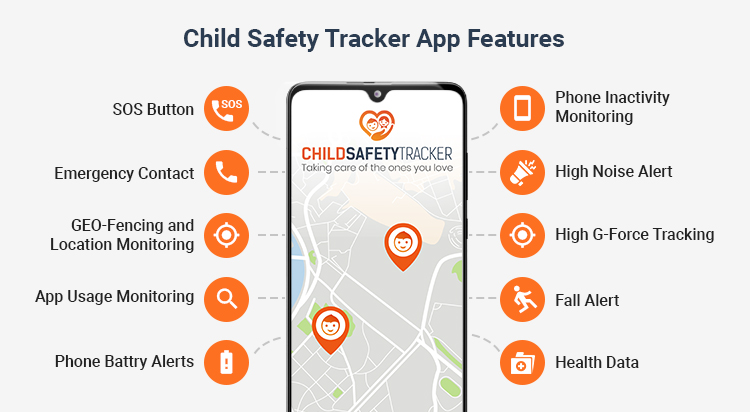 Child Safety Tracker App Features
SOS Button
SOS
Emergency Contact
GEO-Fencing and
Location Monitoring
App Usage Monitoring
Phone Battry Alerts
CHILDSAFETYTRACKER
Taking care of the ones you love
Phone Inactivity
Monitoring
High Noise Alert
High G-Force Tracking
Fall Alert
Health Data